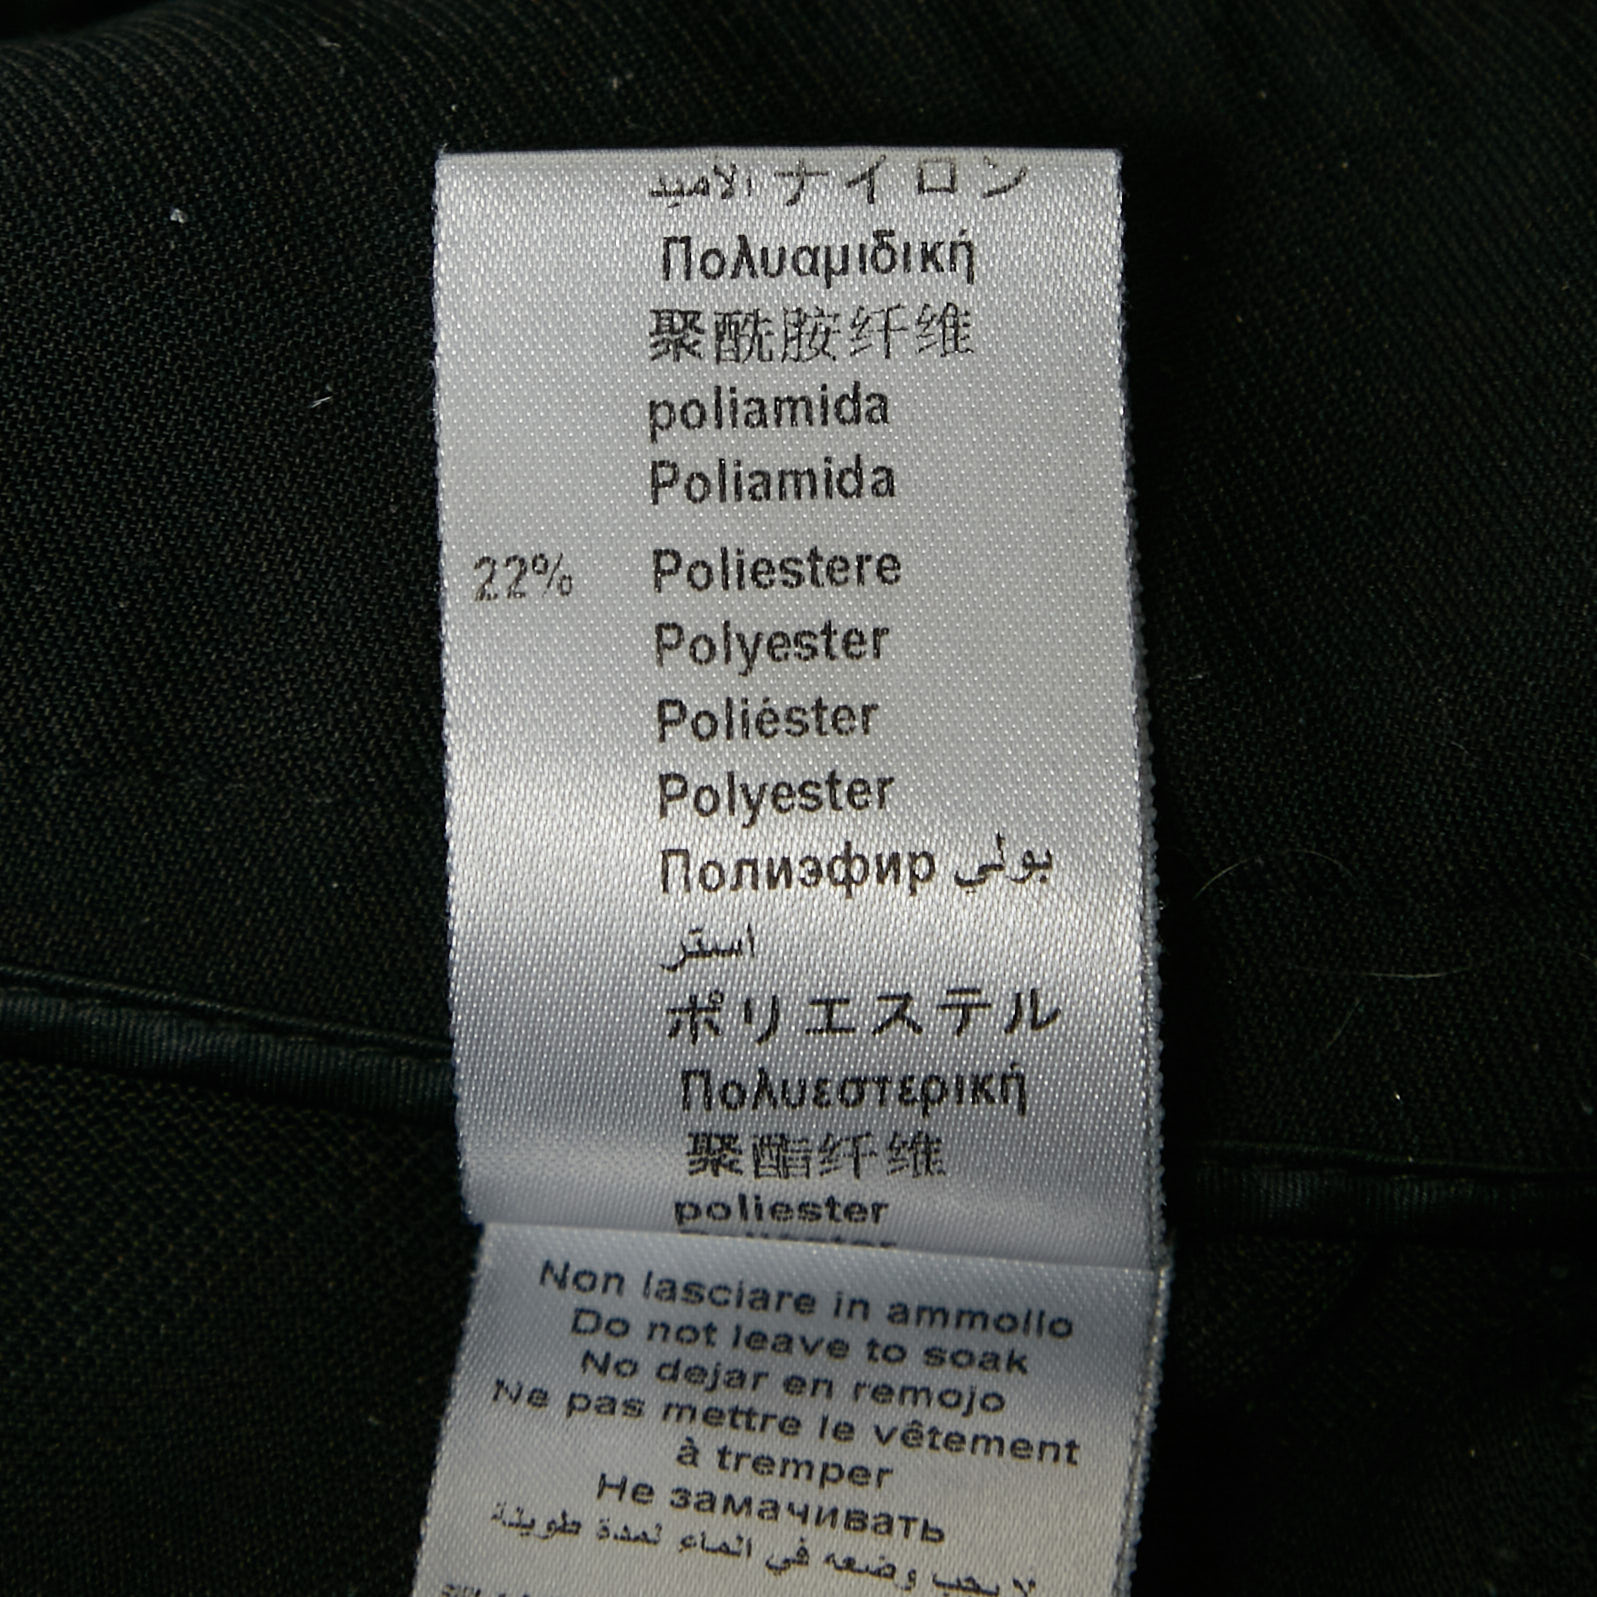 الاميد ナイロン
Πολυαμιδική
聚酰胺纤维
poliamida
Poliamida
22% Poliestere
Polyester
Poliéster
Polyester
Полиэфир بولي
استر
ポリエステル
Πολυεστερική
聚酯纤维
poliester
Non lasciare in ammollo
Do not leave to soak
No dejar en remojo
Ne pas mettre le vêtement
à tremper
Не замачивать
لا يجب وضعه في الماء لمدة طويلة